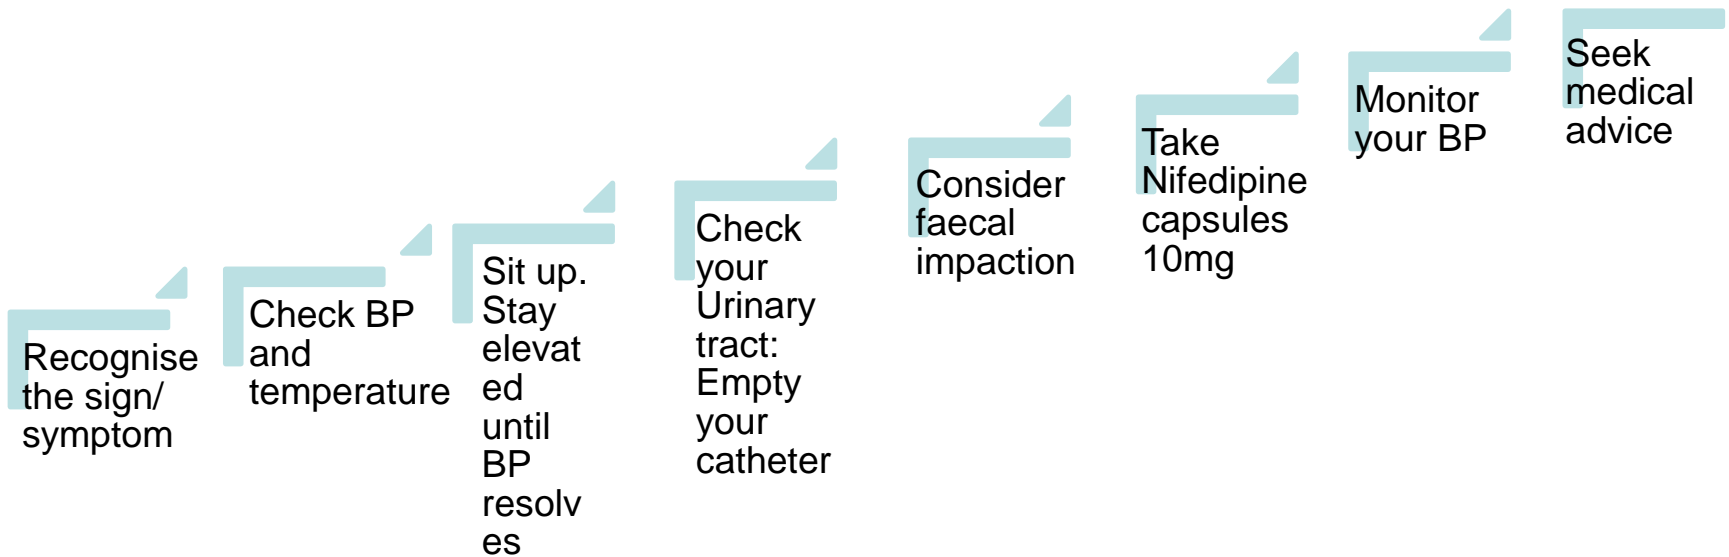 Recognise
the sign/
symptom
Check BP
and
temperature
Sit up.
Stay
elevat
ed
until
BP
resolv
es
Check
your
Urinary
tract:
Empty
your
catheter
Consider
faecal
impaction
Take
Nifedipine
capsules
10mg
Monitor
your BP
Seek
medical
advice